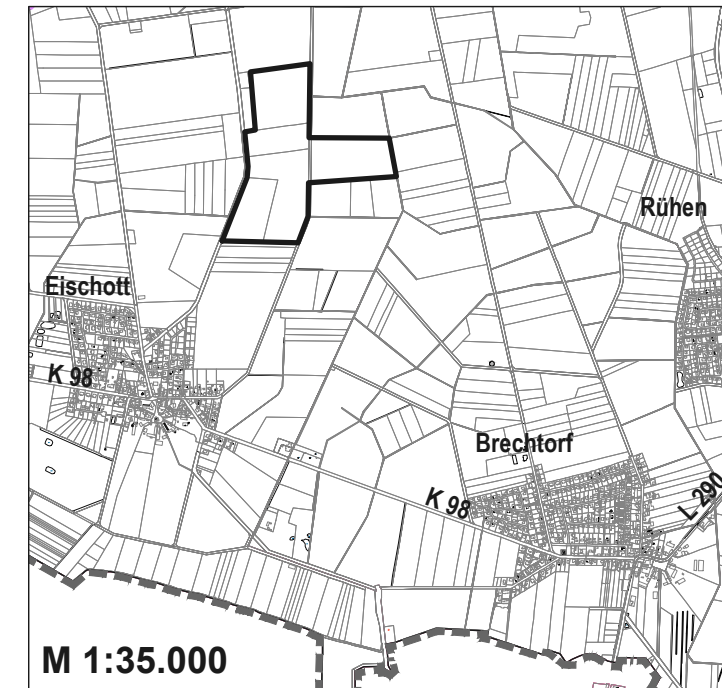 Rühen
Eischott
K 98
Brechtorf
K 98
L 290
M 1:35.000